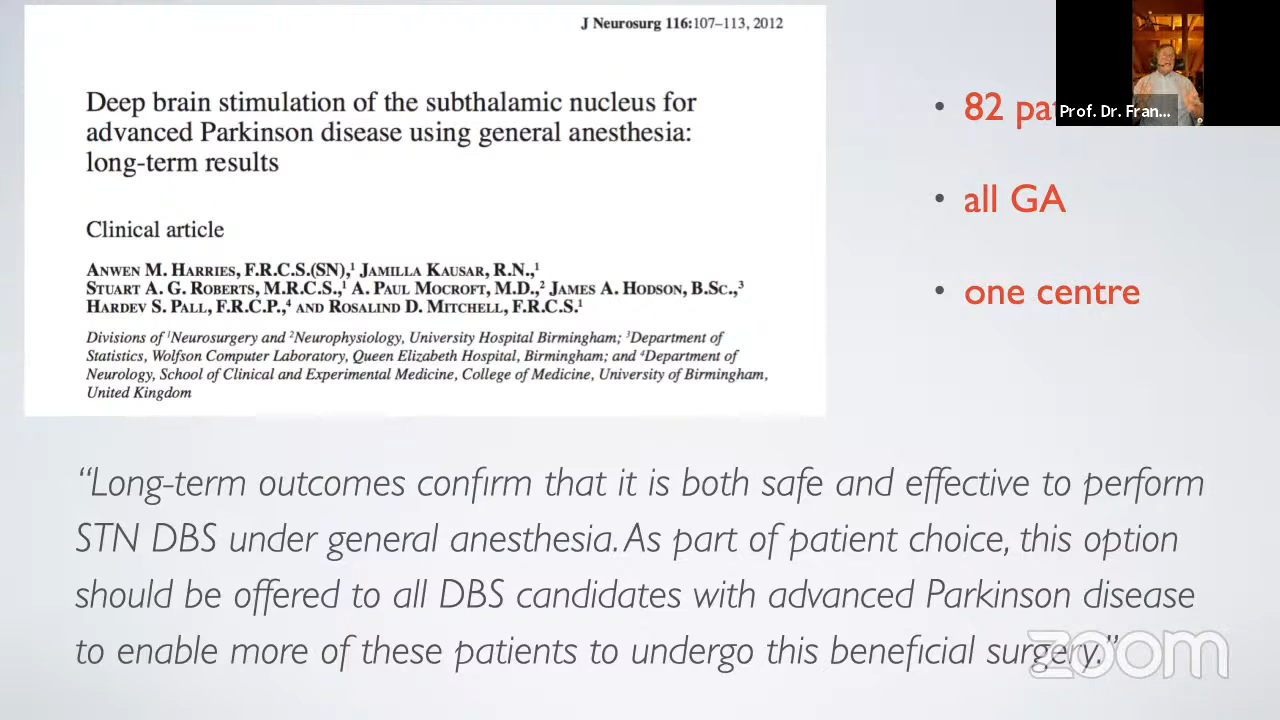 J Neurosurg 116:107–113, 2012
Deep brain stimulation of the subthalamic nucleus for
advanced Parkinson disease using general anesthesia:
long-term results
Clinical article
Anwen M. Harries, F.R.C.S.(SN),¹ Jamilla Kausar, R.N.,¹
Stuart A. G. Roberts, M.R.C.S.,¹ A. Paul Mocroft, M.D.,² James A. Hodson, B.Sc.,³
Hardev S. Pall, F.R.C.P.,⁴ and Rosalind D. Mitchell, F.R.C.S.¹
Divisions of ¹Neurosurgery and ²Neurophysiology, University Hospital Birmingham; ³Department of
Statistics, Wolfson Computer Laboratory, Queen Elizabeth Hospital, Birmingham; and ⁴Department of
Neurology, School of Clinical and Experimental Medicine, College of Medicine, University of Birmingham,
United Kingdom
• 82 pa
Prof. Dr. Fran...
• all GA
• one centre
“Long-term outcomes confirm that it is both safe and effective to perform
STN DBS under general anesthesia. As part of patient choice, this option
should be offered to all DBS candidates with advanced Parkinson disease
to enable more of these patients to undergo this beneficial surgery.”
zoom